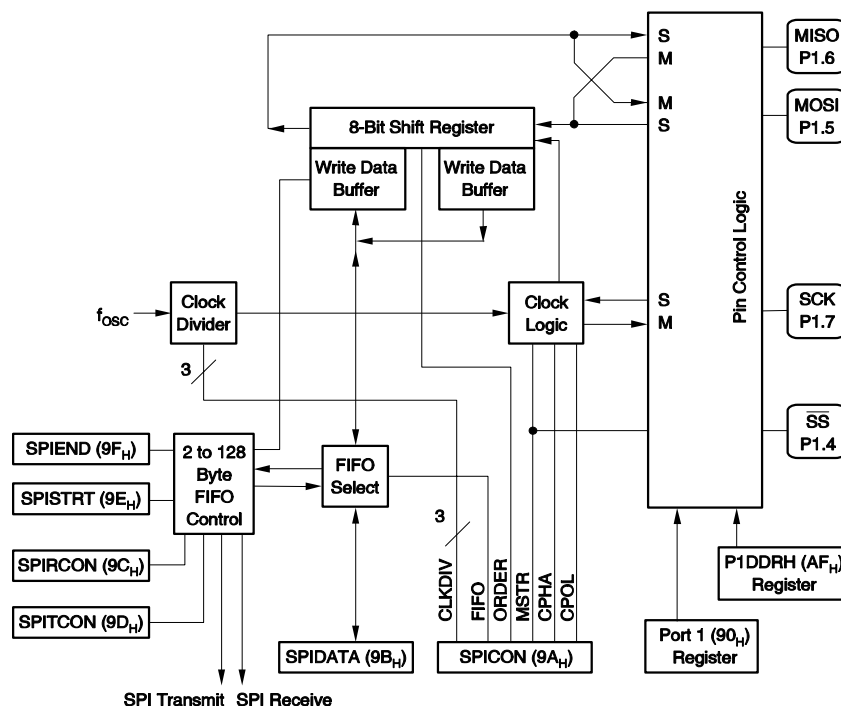 S
MISO
P1.6
M
M
MOSI
P1.5
8-Bit Shift Register
S
Write Data
Buffer
Write Data
Buffer
Pin Control Logic
fOSC
Clock
Divider
Clock
Logic
S
M
SCK
P1.7
3
S̅S̅
P1.4
SPIEND (9FH)
2 to 128
Byte
FIFO
Control
FIFO
Select
SPISTRT (9EH)
3
SPIRCON (9CH)
CLKDIV
FIFO
ORDER
MSTR
CPHA
CPOL
P1DDRH (AFH)
Register
SPITCON (9DH)
Port 1 (90H)
Register
SPIDATA (9BH)
SPICON (9AH)
SPI Transmit
SPI Receive